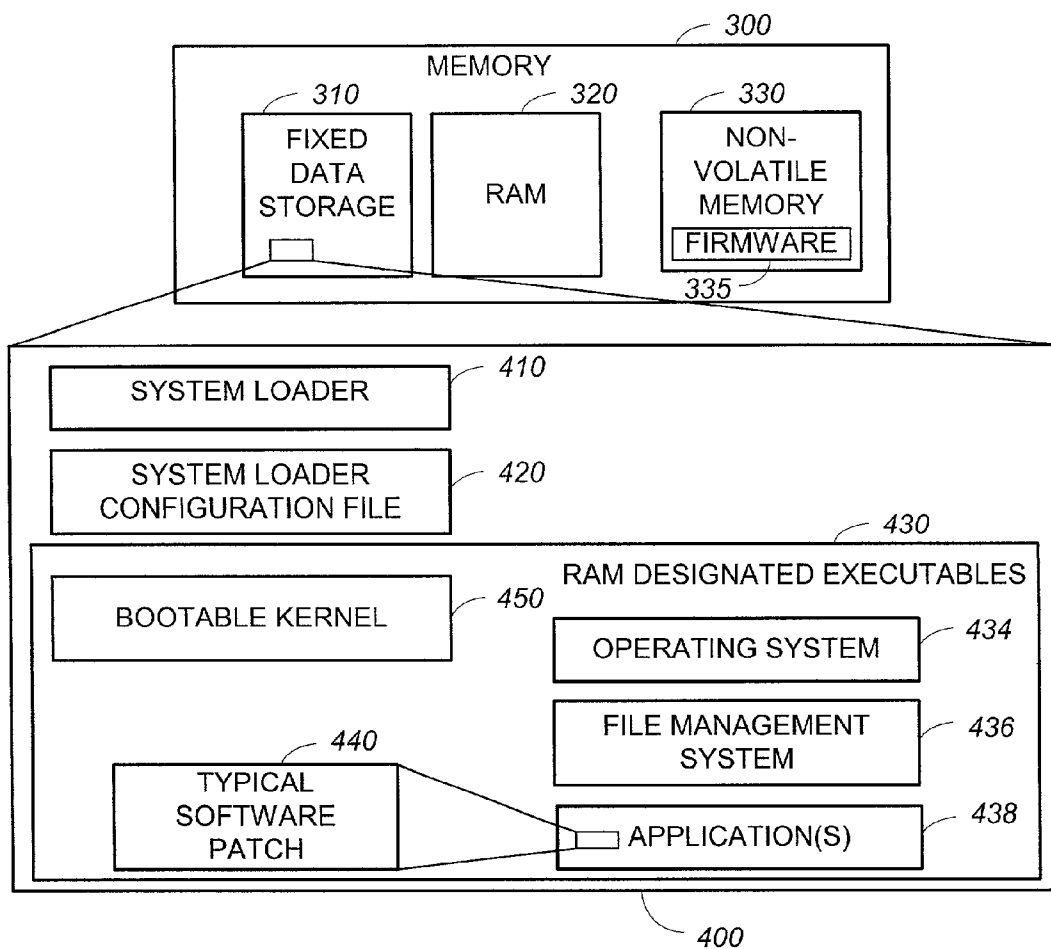 300
MEMORY
310
320
330
FIXED
DATA
STORAGE
RAM
NON-
VOLATILE
MEMORY
FIRMWARE
335
SYSTEM LOADER
410
SYSTEM LOADER
CONFIGURATION FILE
420
430
RAM DESIGNATED EXECUTABLES
BOOTABLE KERNEL
450
OPERATING SYSTEM
434
FILE MANAGEMENT
SYSTEM
436
440
TYPICAL
SOFTWARE
PATCH
APPLICATION(S)
438
400